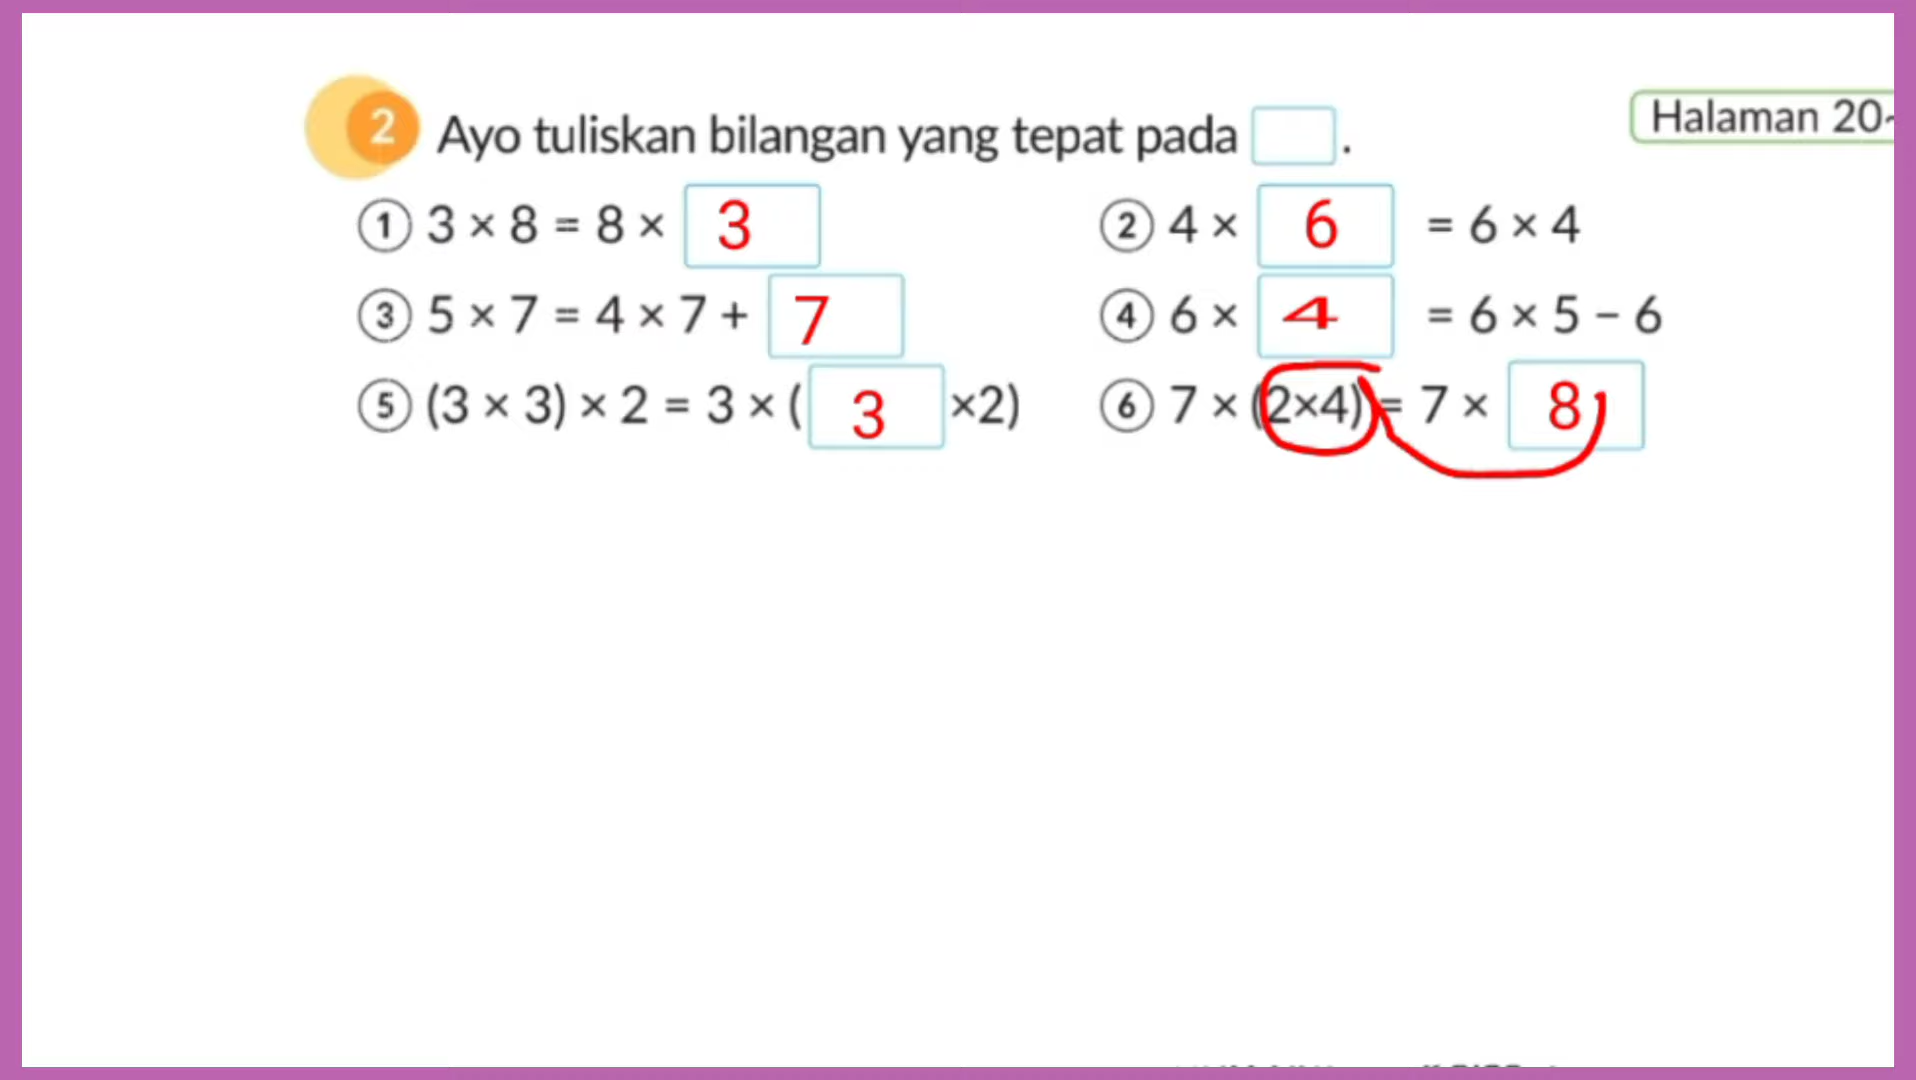 2 Ayo tuliskan bilangan yang tepat pada .
Halaman 20-
① 3 × 8 = 8 × 3
② 4 × 6 = 6 × 4
③ 5 × 7 = 4 × 7 + 7
④ 6 × 4 = 6 × 5 – 6
⑤ (3 × 3) × 2 = 3 × ( 3 ×2)
⑥ 7 × (2×4) = 7 × 8